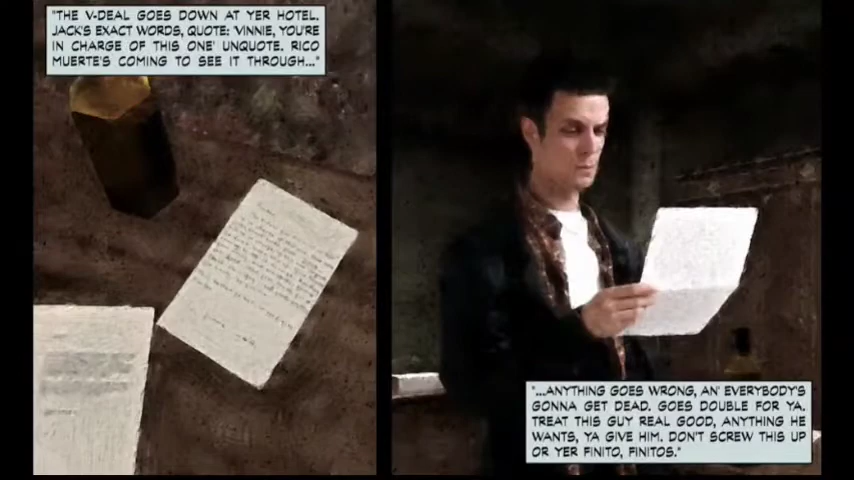 "THE V-DEAL GOES DOWN AT YER HOTEL.
JACK'S EXACT WORDS, QUOTE: 'VINNIE, YOU'RE
IN CHARGE OF THIS ONE' UNQUOTE. RICO
MUERTE'S COMING TO SEE IT THROUGH..."
"...ANYTHING GOES WRONG, AN' EVERYBODY'S
GONNA GET DEAD. GOES DOUBLE FOR YA.
TREAT THIS GUY REAL GOOD, ANYTHING HE
WANTS, YA GIVE HIM. DON'T SCREW THIS UP
OR YER FINITO, FINITOS."